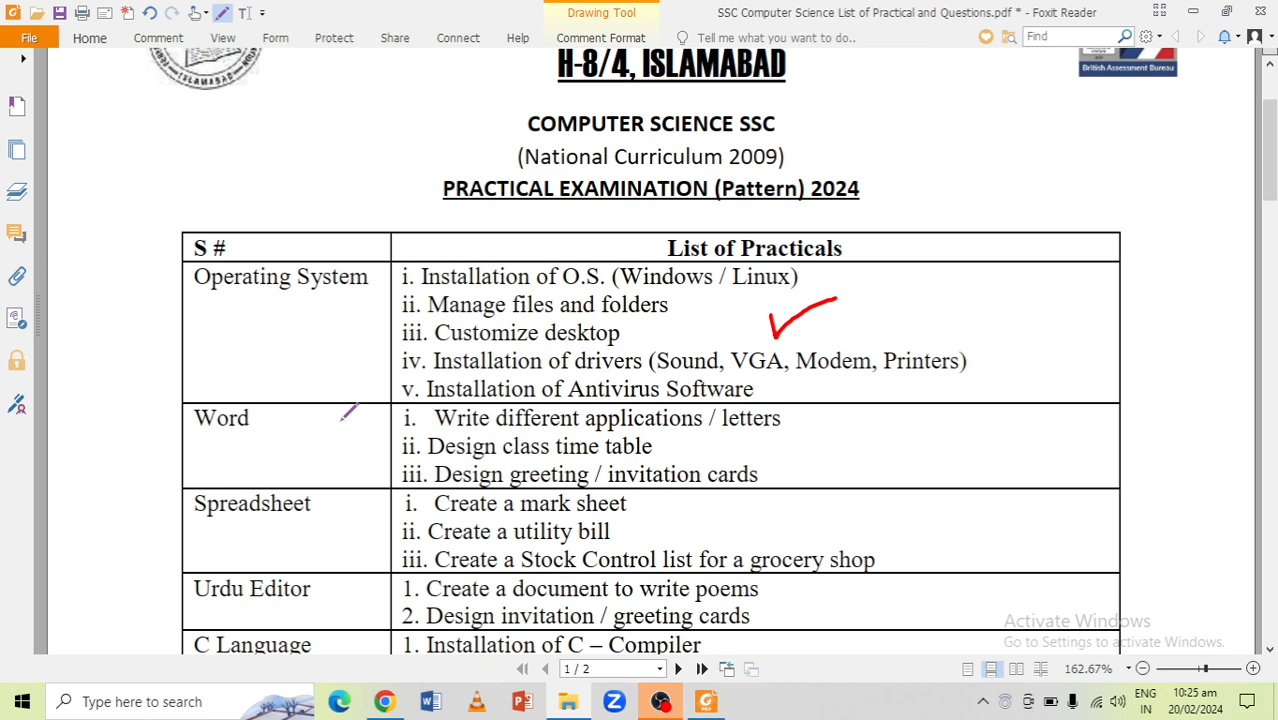 Drawing Tool
SSC Computer Science List of Practical and Questions.pdf * - Foxit Reader
File Home Comment View Form Protect Share Connect Help Comment Format Tell me what you want to do.. Find
H-8/4, ISLAMABAD
ISLAMABAD
British Assessment Bureau
COMPUTER SCIENCE SSC
(National Curriculum 2009)
PRACTICAL EXAMINATION (Pattern) 2024
S # List of Practicals
Operating System i. Installation of O.S. (Windows / Linux)
ii. Manage files and folders
iii. Customize desktop
iv. Installation of drivers (Sound, VGA, Modem, Printers)
v. Installation of Antivirus Software
Word i. Write different applications / letters
ii. Design class time table
iii. Design greeting / invitation cards
Spreadsheet i. Create a mark sheet
ii. Create a utility bill
iii. Create a Stock Control list for a grocery shop
Urdu Editor 1. Create a document to write poems
2. Design invitation / greeting cards
C Language 1. Installation of C – Compiler
Activate Windows
Go to Settings to activate Windows.
1 / 2 162.67%
Type here to search
ENG
IN
10:25 am
20/02/2024